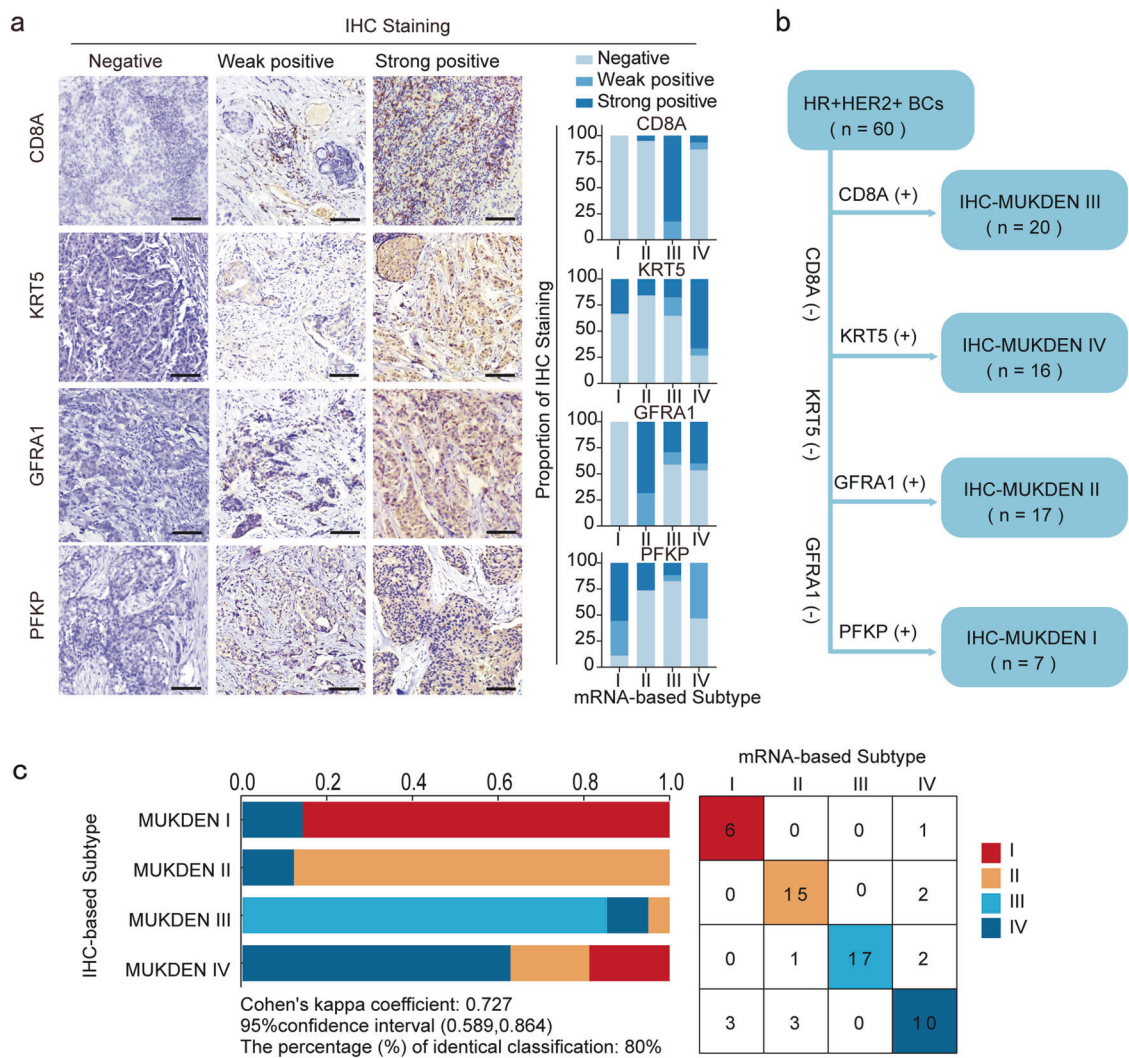 a
IHC Staining
Negative
Weak positive
Strong positive
CD8A
KRT5
GFRA1
PFKP
Negative
Weak positive
Strong positive
Proportion of IHC Staining
CD8A
100
75
50
25
0
I II III IV
KRT5
100
75
50
25
0
I II III IV
GFRA1
100
75
50
25
0
I II III IV
PFKP
100
75
50
25
0
I II III IV
mRNA-based Subtype
b
HR+HER2+ BCs
( n = 60 )
CD8A (+)
IHC-MUKDEN III
( n = 20 )
CD8A (-)
KRT5 (+)
IHC-MUKDEN IV
( n = 16 )
KRT5 (-)
GFRA1 (+)
IHC-MUKDEN II
( n = 17 )
GFRA1 (-)
PFKP (+)
IHC-MUKDEN I
( n = 7 )
c
0.0 0.2 0.4 0.6 0.8 1.0
IHC-based Subtype
MUKDEN I
MUKDEN II
MUKDEN III
MUKDEN IV
Cohen's kappa coefficient: 0.727
95%confidence interval (0.589,0.864)
The percentage (%) of identical classification: 80%
mRNA-based Subtype
I II III IV
6 0 0 1
0 15 0 2
0 1 17 2
3 3 0 10
I
II
III
IV